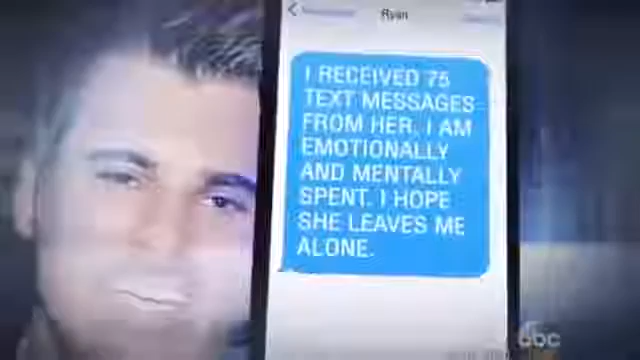 Ryan
I RECEIVED 75
TEXT MESSAGES
FROM HER. I AM
EMOTIONALLY
AND MENTALLY
SPENT. I HOPE
SHE LEAVES ME
ALONE.
abc